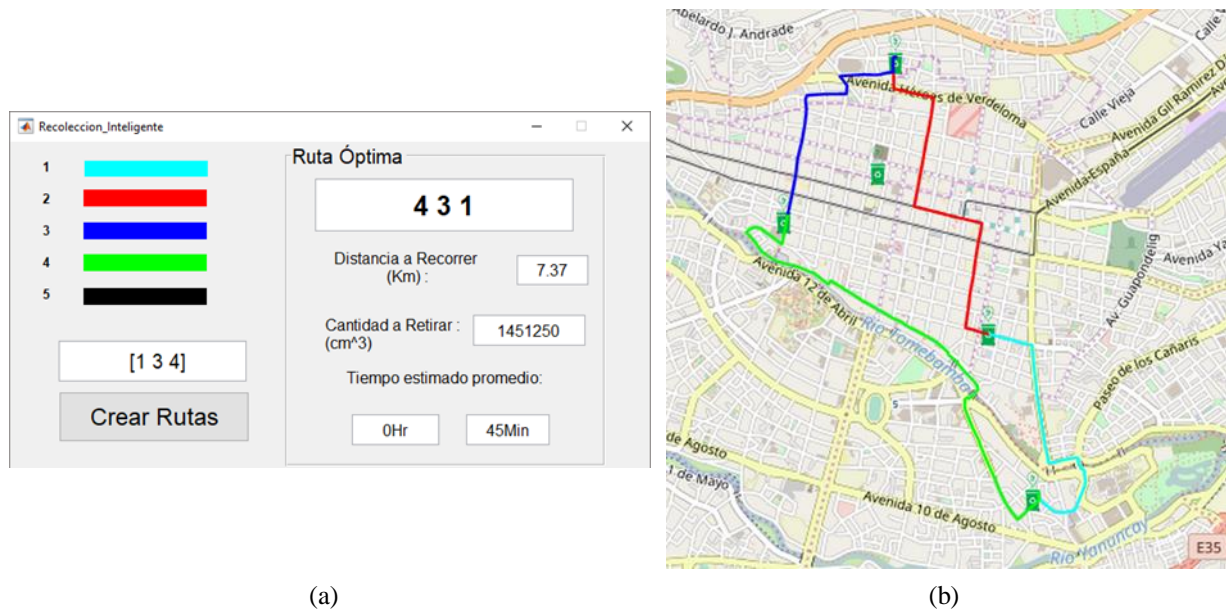 Recoleccion_Inteligente
1
2
3
4
5
[1 3 4]
Crear Rutas
Ruta Óptima
4 3 1
Distancia a Recorrer
(Km) :
7.37
Cantidad a Retirar :
(cm^3)
1451250
Tiempo estimado promedio:
0Hr
45Min
(a)
Abelardo J. Andrade
Calle
Avenida Héroes de Verdeloma
Calle Vieja
Avenida Gil Ramírez D
Avenida España
Avenida Ya
Av. Guapondelig
Avenida 12 de Abril
Río Tomebamba
Paseo de los Cañaris
de Agosto
1 de Mayo
Avenida 10 de Agosto
Río Yanuncay
E35
(b)